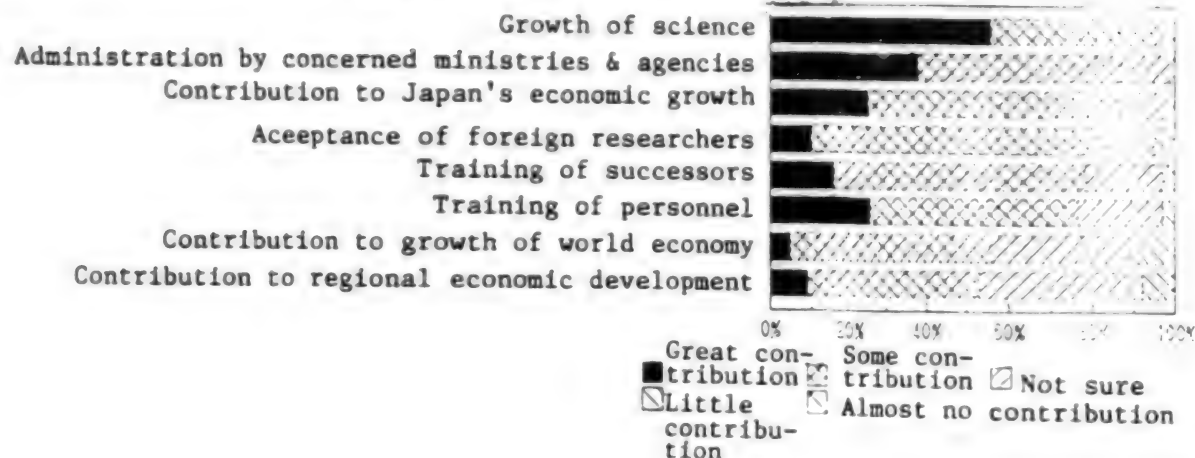 Growth of science
Administration by concerned ministries & agencies
Contribution to Japan's economic growth
Aceeptance of foreign researchers
Training of successors
Training of personnel
Contribution to growth of world economy
Contribution to regional economic development
0% 20% 40% 60% 100%
Great con-
tribution
Some con-
tribution
Not sure
Little
contribu-
tion
Almost no contribution